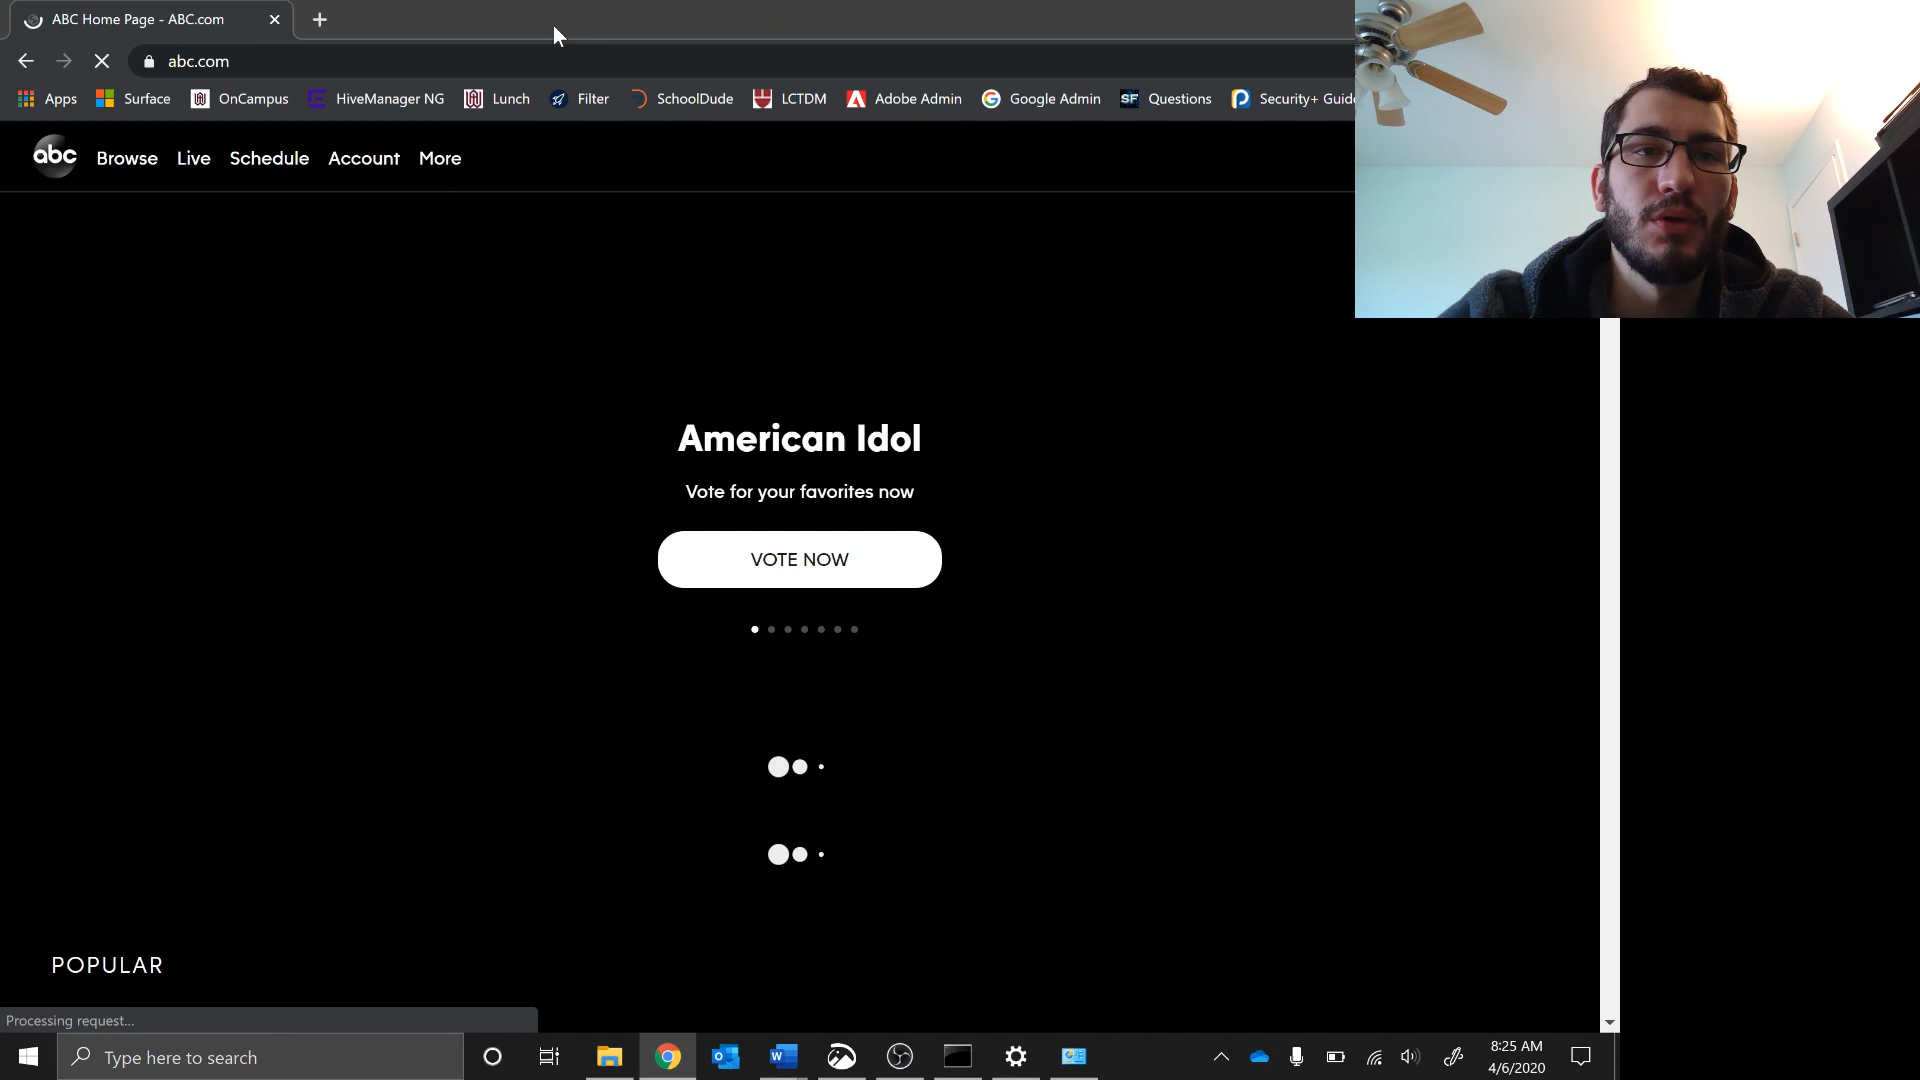 ABC Home Page - ABC.com
abc.com
Apps Surface OnCampus HiveManager NG Lunch Filter SchoolDude LCTDM Adobe Admin Google Admin SF Questions Security+ Guide
abc Browse Live Schedule Account More
American Idol
Vote for your favorites now
VOTE NOW
POPULAR
Processing request...
Type here to search
8:25 AM
4/6/2020